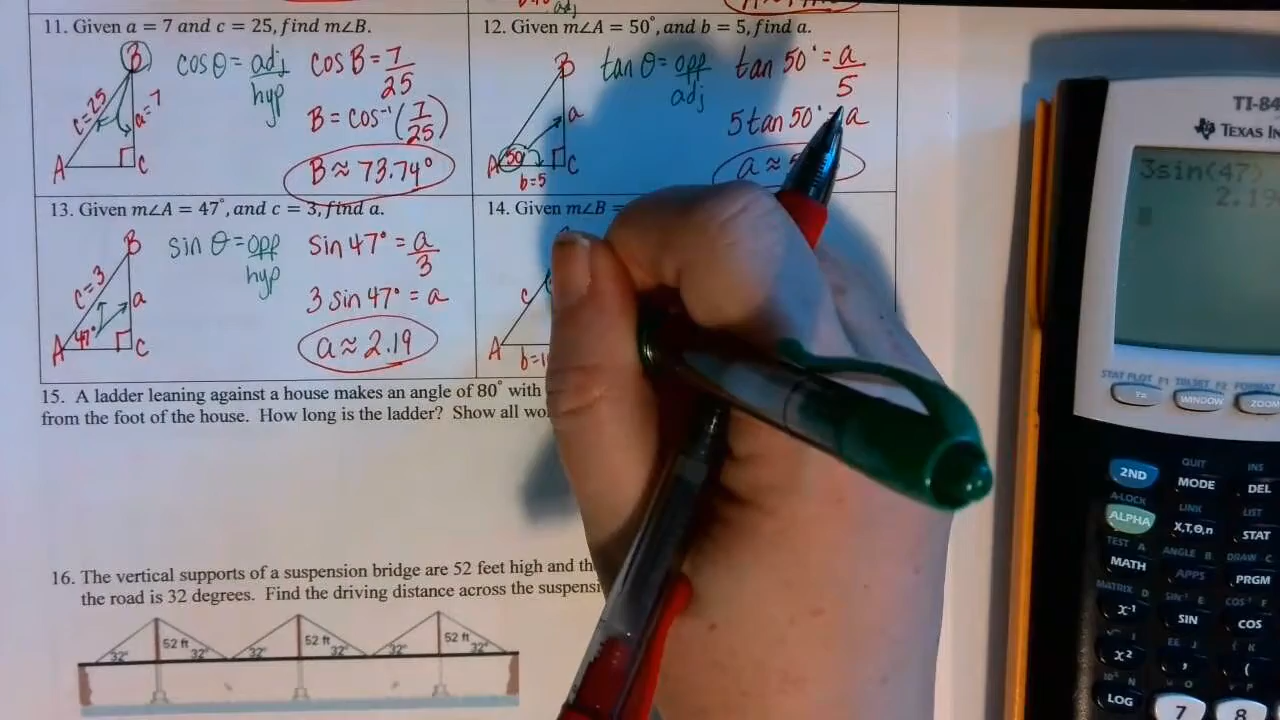 adj
11. Given a = 7 and c = 25, find m∠B.
B
c=25
a=7
A
C
cos θ = adj
hyp
cos B = 7
25
B = cos⁻¹(7/25)
B ≈ 73.74°
12. Given m∠A = 50°, and b = 5, find a.
B
a
A
50
C
b=5
tan θ = opp
adj
tan 50° = a
5
5 tan 50° = a
a ≈
13. Given m∠A = 47°, and c = 3, find a.
B
c=3
a
A
47°
C
sin θ = opp
hyp
sin 47° = a
3
3 sin 47° = a
a ≈ 2.19
14. Given m∠B =
c
A
15. A ladder leaning against a house makes an angle of 80° with
from the foot of the house. How long is the ladder? Show all
16. The vertical supports of a suspension bridge are 52 feet high and
the road is 32 degrees. Find the driving distance across the
52 ft
52 ft
52 ft
32°
32°
32°
32°
32°
32°
TI-84
TEXAS
3sin(47)
2.19
STAT PLOT F1
TBLSET F2
FORMAT
Y=
WINDOW
ZOOM
QUIT
INS
2ND
MODE
DEL
A-LOCK
LINK
LIST
ALPHA
X,T,θ,n
STAT
TEST A
ANGLE B
DRAW C
MATH
APPS
PRGM
MATRIX D
SIN⁻¹ E
COS⁻¹ F
x⁻¹
SIN
COS
EE J
{ K
x²
,
(
10ˣ N
LOG
7
8